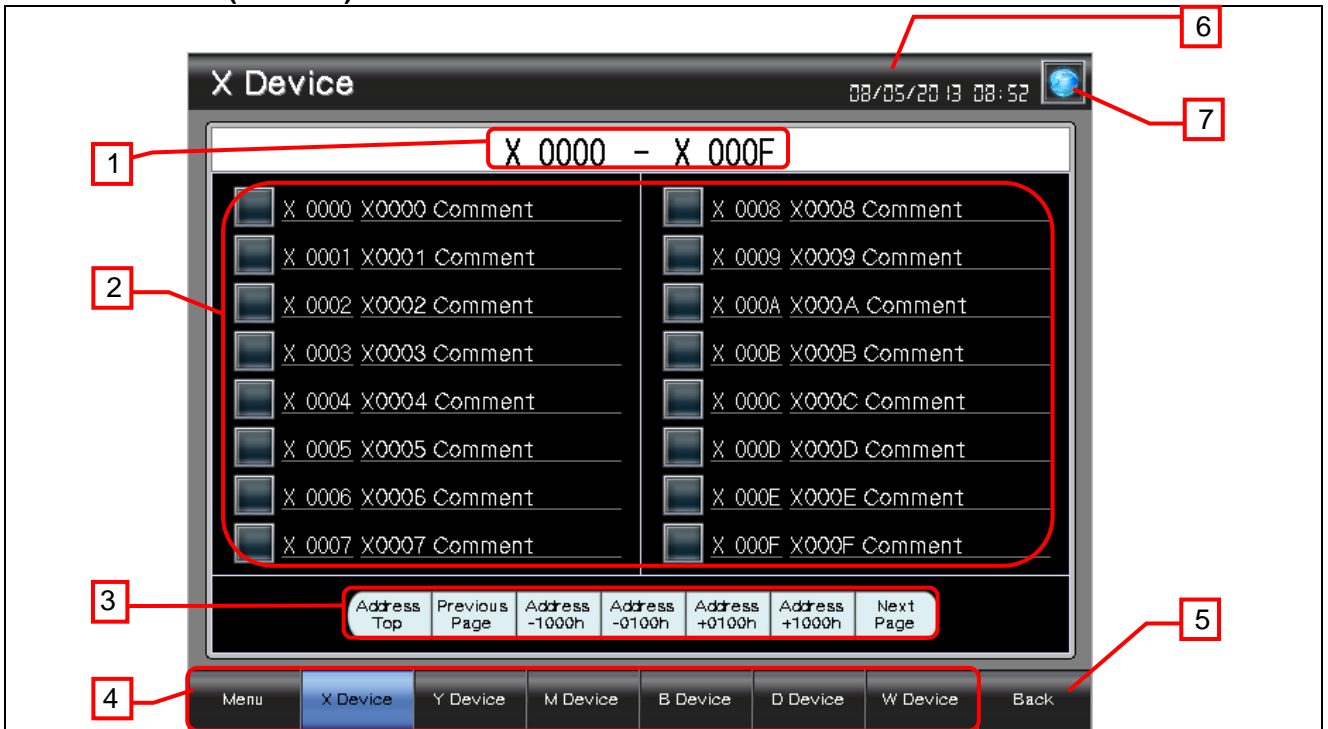 6
X Device
08/05/2013 08:52
7
1
X 0000 - X 000F
X 0000 X0000 Comment
X 0001 X0001 Comment
2
X 0002 X0002 Comment
X 0003 X0003 Comment
X 0004 X0004 Comment
X 0005 X0005 Comment
X 0006 X0006 Comment
X 0007 X0007 Comment
X 0008 X0008 Comment
X 0009 X0009 Comment
X 000A X000A Comment
X 000B X000B Comment
X 000C X000C Comment
X 000D X000D Comment
X 000E X000E Comment
X 000F X000F Comment
3
Address Top
Previous Page
Address -1000h
Address -0100h
Address +0100h
Address +1000h
Next Page
5
4
Menu X Device Y Device M Device B Device D Device W Device Back